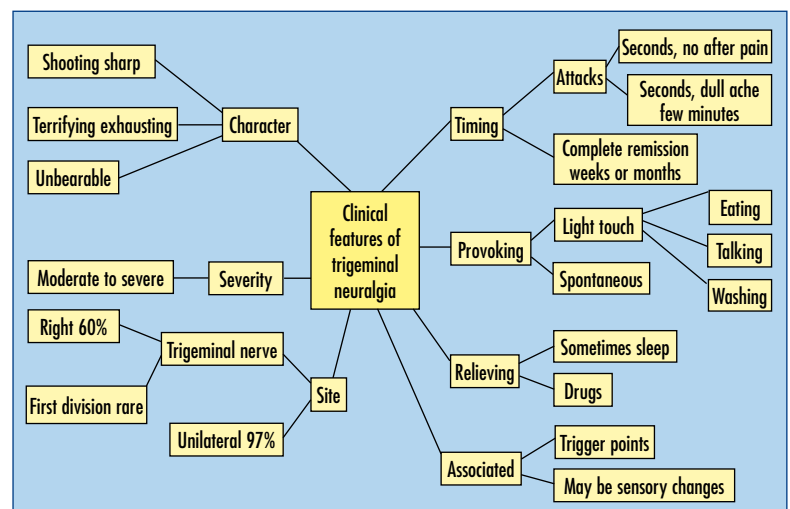 Shooting sharp
Terrifying exhausting
Unbearable
Character
Moderate to severe
Severity
Right 60%
Trigeminal nerve
First division rare
Site
Unilateral 97%
Clinical
features of
trigeminal
neuralgia
Timing
Attacks
Seconds, no after pain
Seconds, dull ache
few minutes
Complete remission
weeks or months
Provoking
Light touch
Eating
Talking
Washing
Spontaneous
Relieving
Sometimes sleep
Drugs
Associated
Trigger points
May be sensory changes